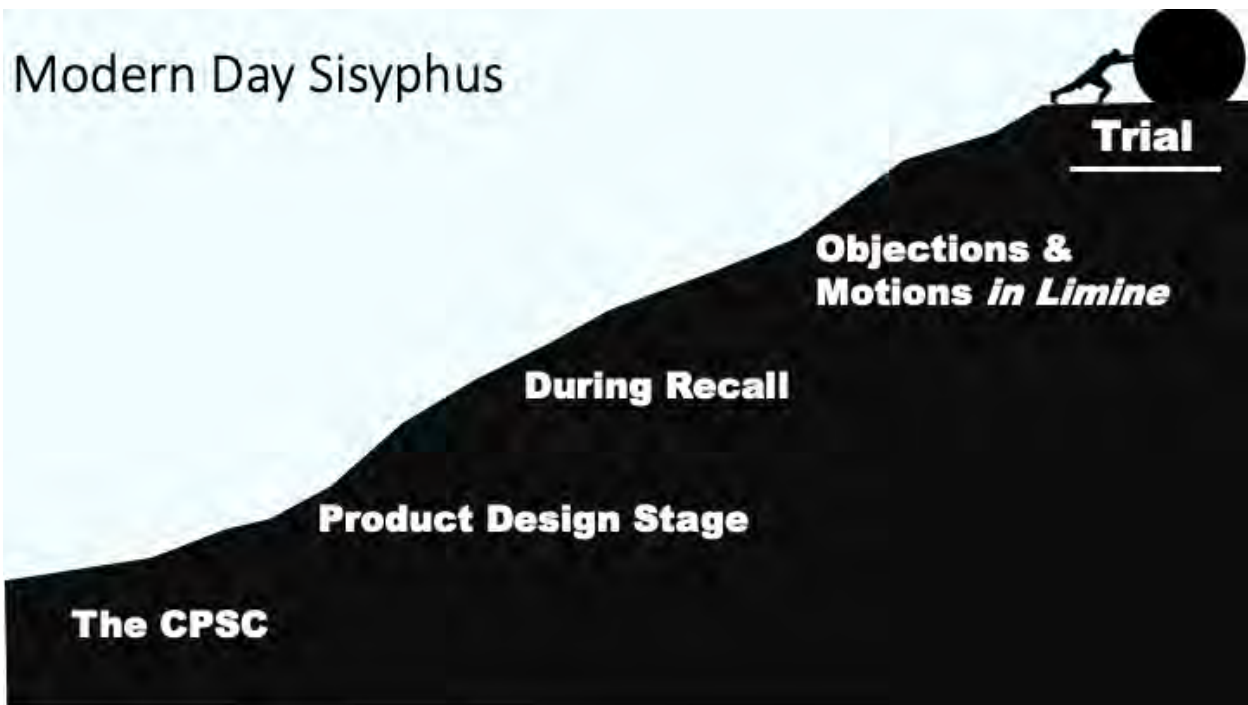 Modern Day Sisyphus
Trial
Objections &
Motions in Limine
During Recall
Product Design Stage
The CPSC